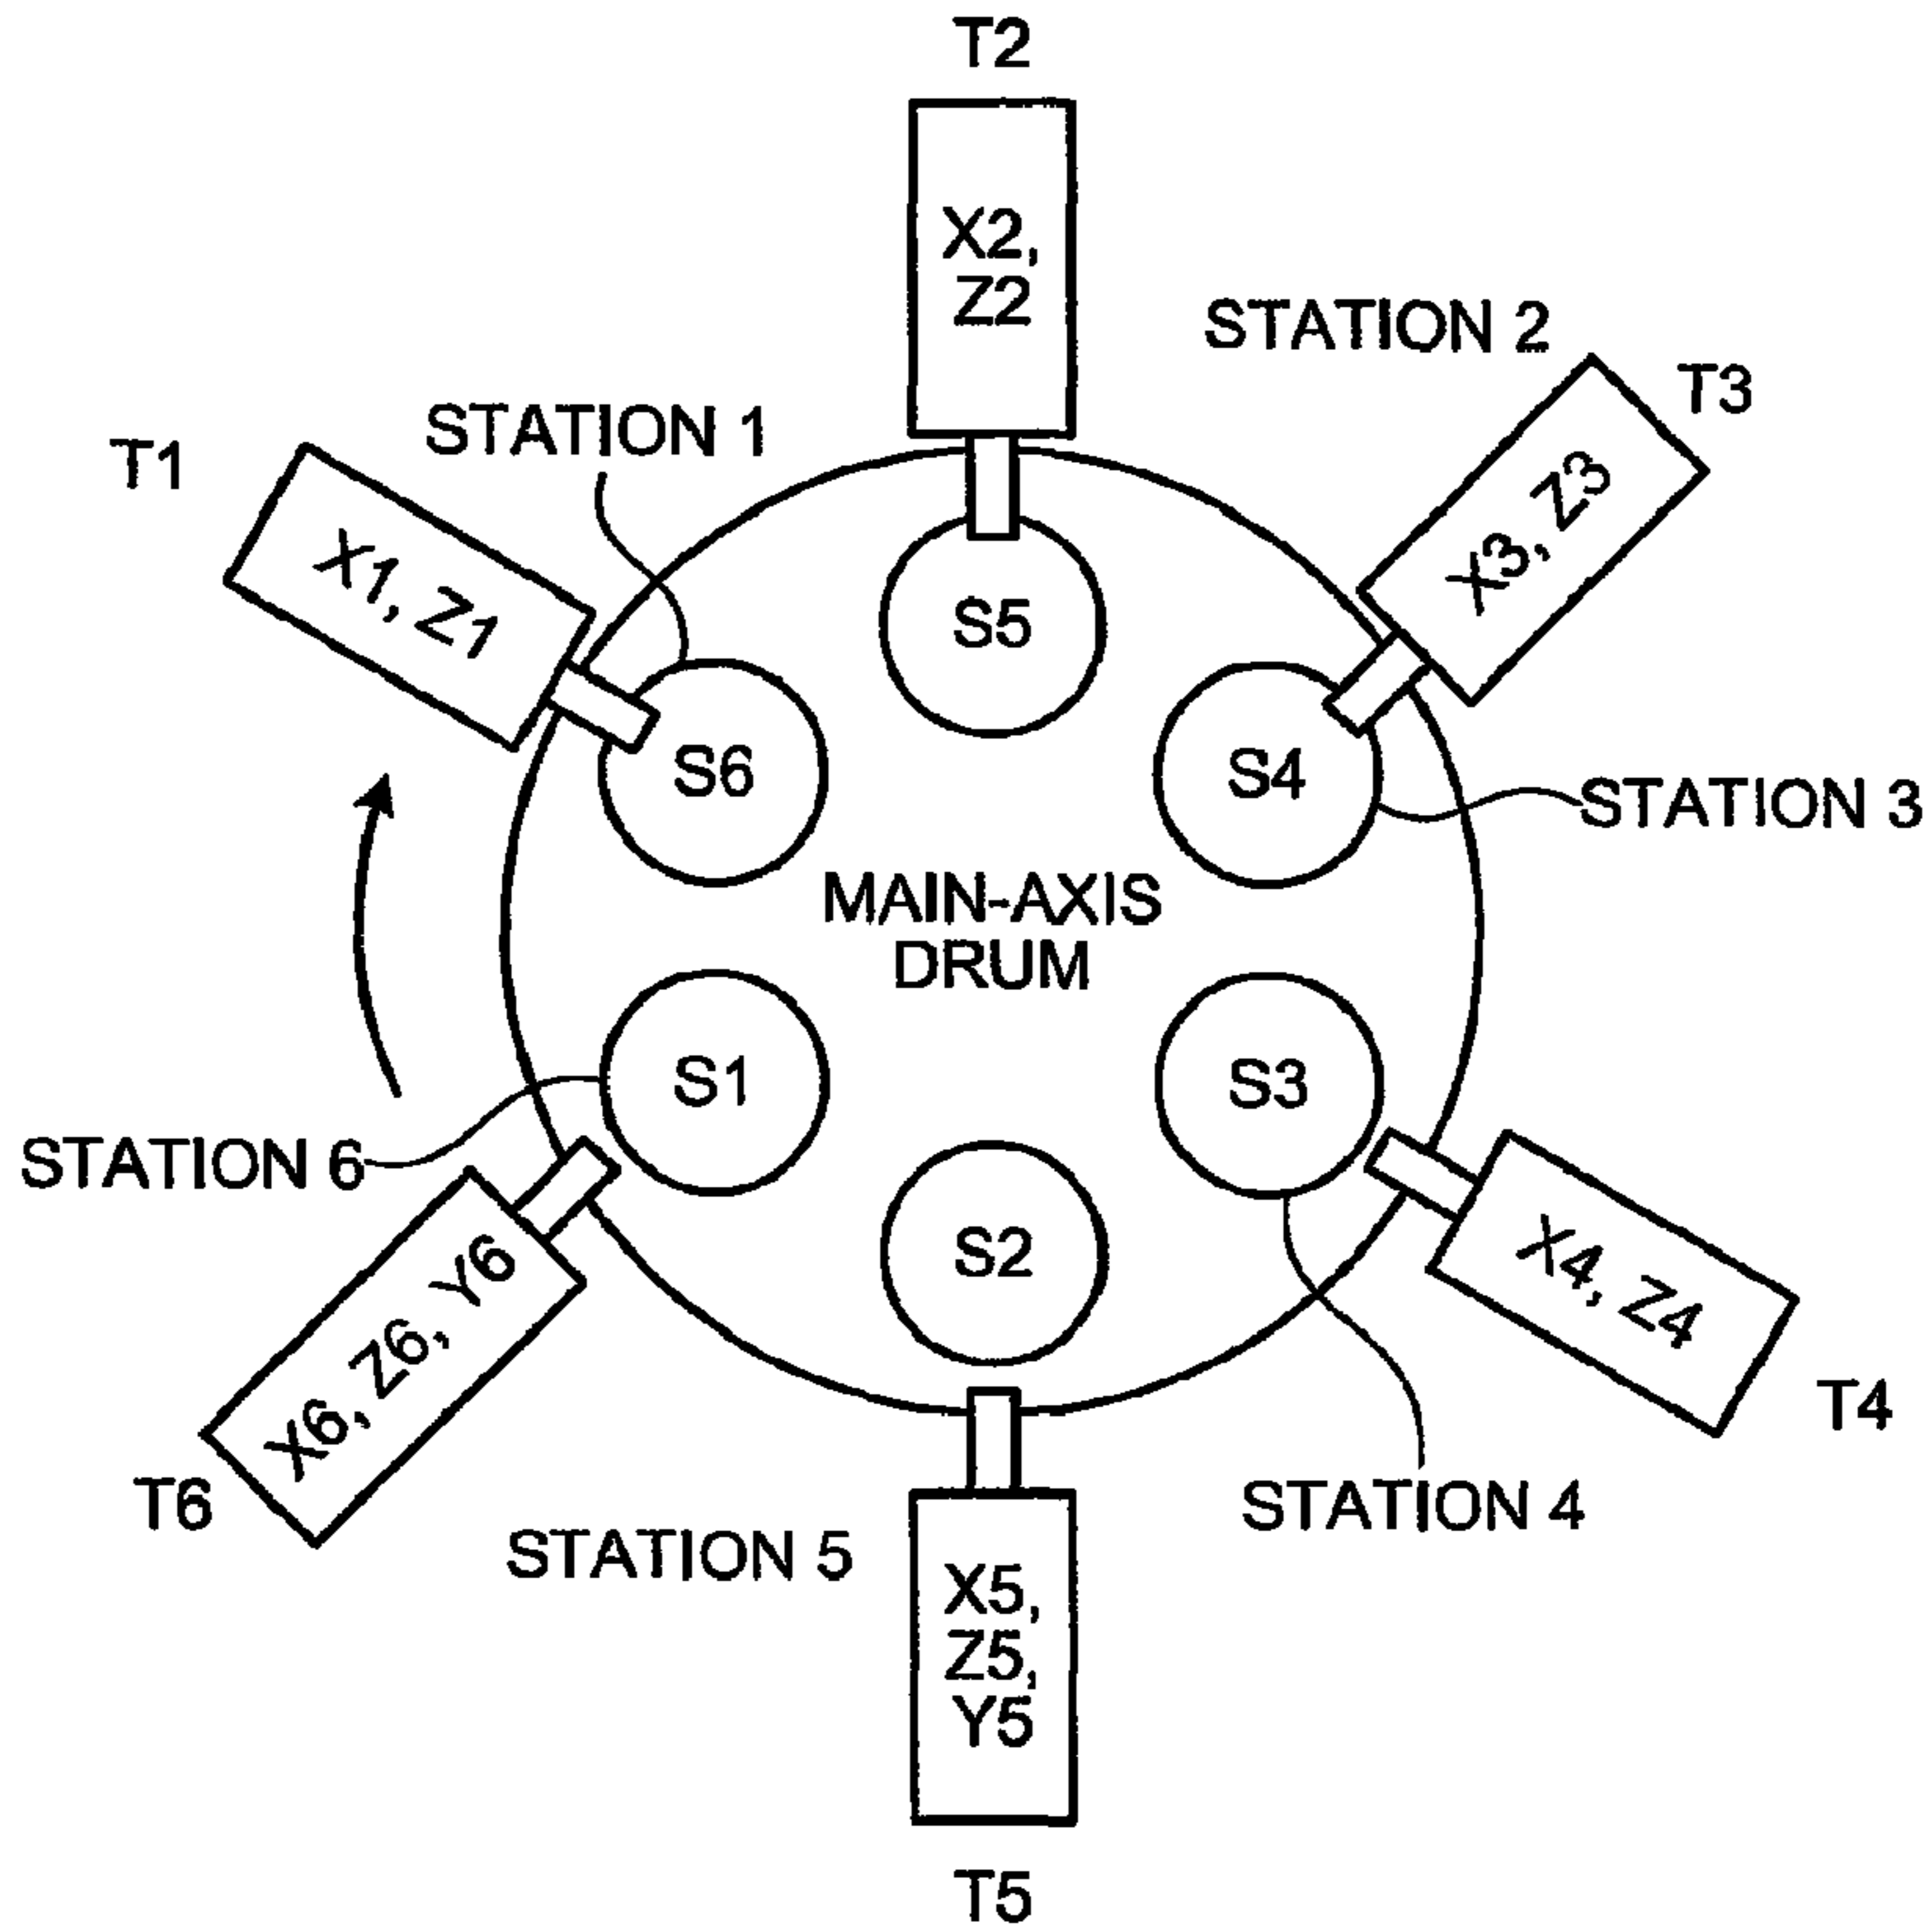 T2
X2,
Z2
STATION 2
T3
STATION 1
T1
X3, Z3
X1, Z1
S5
S6
S4
STATION 3
MAIN-AXIS
DRUM
S1
S3
STATION 6
S2
X6, Z6, Y6
X4, Z4
T4
T6
STATION 4
STATION 5
X5,
Z5,
Y5
T5